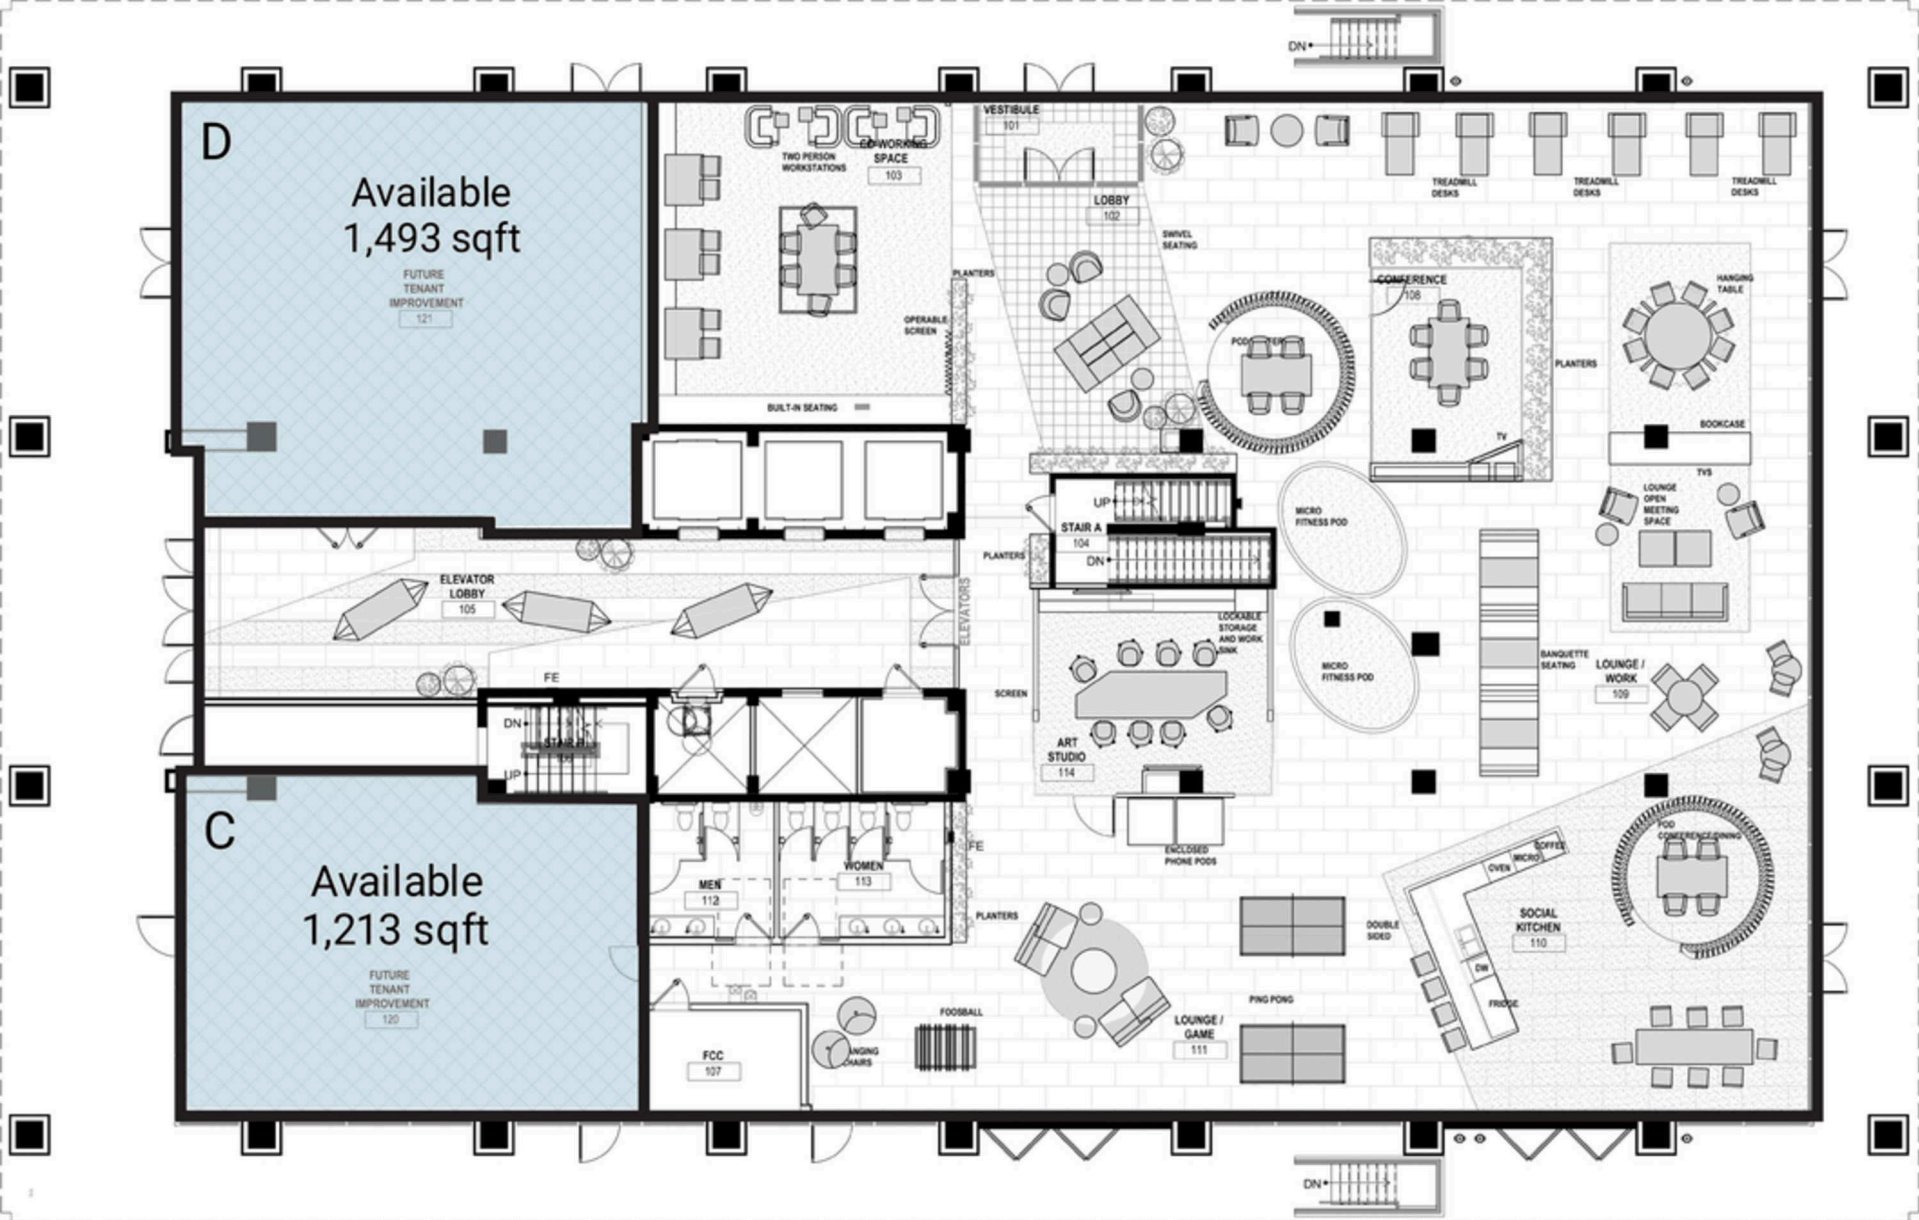 DN
D
Available
1,493 sqft
FUTURE
TENANT
IMPROVEMENT
121
TWO PERSON
WORKSTATIONS
CO-WORKING
SPACE
103
OPERABLE
SCREEN
BUILT-IN SEATING
PLANTERS
VESTIBULE
101
LOBBY
102
SWIVEL
SEATING
TREADMILL
DESKS
TREADMILL
DESKS
TREADMILL
DESKS
CONFERENCE
108
PLANTERS
TV
HANGING
TABLE
BOOKCASE
TVS
LOUNGE
OPEN
MEETING
SPACE
MICRO
FITNESS POD
UP
STAIR A
104
DN
PLANTERS
ELEVATOR
LOBBY
105
ELEVATORS
FE
LOCKABLE
STORAGE
AND WORK
SINK
MICRO
FITNESS POD
BANQUETTE
SEATING
LOUNGE /
WORK
109
SCREEN
ART
STUDIO
114
DN
UP
C
Available
1,213 sqft
FUTURE
TENANT
IMPROVEMENT
120
MEN
112
WOMEN
113
FE
PLANTERS
ENCLOSED
PHONE PODS
POD
CONFERENCE/DINING
COFFEE
MICRO
OVEN
SOCIAL
KITCHEN
110
DW
FRIDGE
DOUBLE
SIDED
PING PONG
LOUNGE /
GAME
111
FOOSBALL
CHAIRS
FCC
107
DN